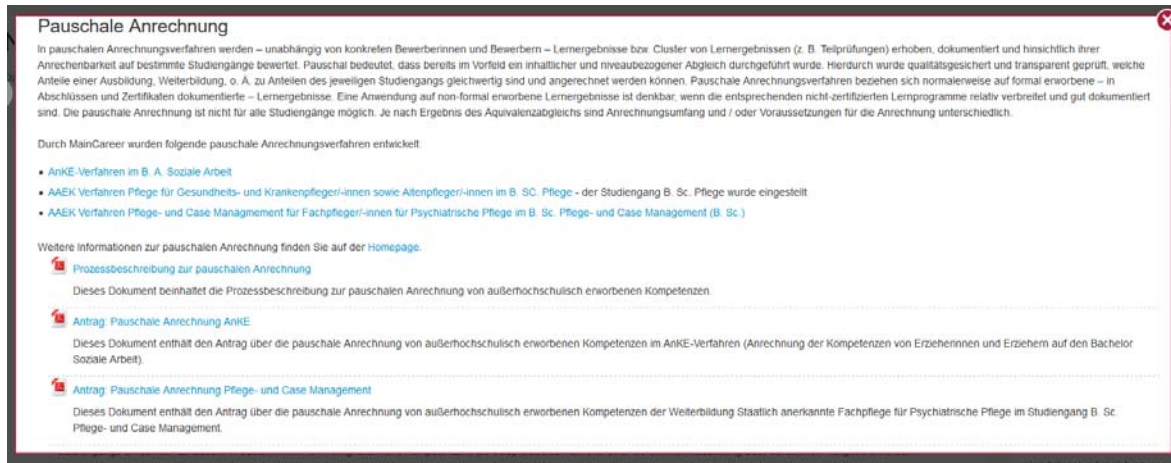 Pauschale Anrechnung
In pauschalen Anrechnungsverfahren werden – unabhängig von konkreten Bewerberinnen und Bewerbern – Lernergebnisse bzw. Cluster von Lernergebnissen (z. B. Teilprüfungen) erhoben, dokumentiert und hinsichtlich ihrer
Anrechenbarkeit auf bestimmte Studiengänge bewertet. Pauschal bedeutet, dass bereits im Vorfeld ein inhaltlicher und niveaubezogener Abgleich durchgeführt wurde. Hierdurch wurde qualitätsgesichert und transparent geprüft, welche
Anteile einer Ausbildung, Weiterbildung, o. Ä. zu Anteilen des jeweiligen Studiengangs gleichwertig sind und angerechnet werden können. Pauschale Anrechnungsverfahren beziehen sich normalerweise auf formal erworbene – in
Abschlüssen und Zertifikaten dokumentierte – Lernergebnisse. Eine Anwendung auf non-formal erworbene Lernergebnisse ist denkbar, wenn die entsprechenden nicht-zertifizierten Lernprogramme relativ verbreitet und gut dokumentiert
sind. Die pauschale Anrechnung ist nicht für alle Studiengänge möglich. Je nach Ergebnis des Äquivalenzabgleichs sind Anrechnungsumfang und / oder Voraussetzungen für die Anrechnung unterschiedlich.
Durch MainCareer wurden folgende pauschale Anrechnungsverfahren entwickelt:
• AnKE-Verfahren im B. A. Soziale Arbeit
• AAEK Verfahren Pflege für Gesundheits- und Krankenpfleger/-innen sowie Altenpfleger/-innen im B. SC. Pflege - der Studiengang B. Sc. Pflege wurde eingestellt
• AAEK Verfahren Pflege- und Case Managmement für Fachpfleger/-innen für Psychiatrische Pflege im B. Sc. Pflege- und Case Management (B. Sc.)
Weitere Informationen zur pauschalen Anrechnung finden Sie auf der Homepage.
Prozessbeschreibung zur pauschalen Anrechnung
Dieses Dokument beinhaltet die Prozessbeschreibung zur pauschalen Anrechnung von außerhochschulisch erworbenen Kompetenzen.
Antrag: Pauschale Anrechnung AnKE
Dieses Dokument enthält den Antrag über die pauschale Anrechnung von außerhochschulisch erworbenen Kompetenzen im AnKE-Verfahren (Anrechnung der Kompetenzen von Erzieherinnen und Erziehern auf den Bachelor
Soziale Arbeit).
Antrag: Pauschale Anrechnung Pflege- und Case Management
Dieses Dokument enthält den Antrag über die pauschale Anrechnung von außerhochschulisch erworbenen Kompetenzen der Weiterbildung Staatlich anerkannte Fachpflege für Psychiatrische Pflege im Studiengang B. Sc.
Pflege- und Case Management.